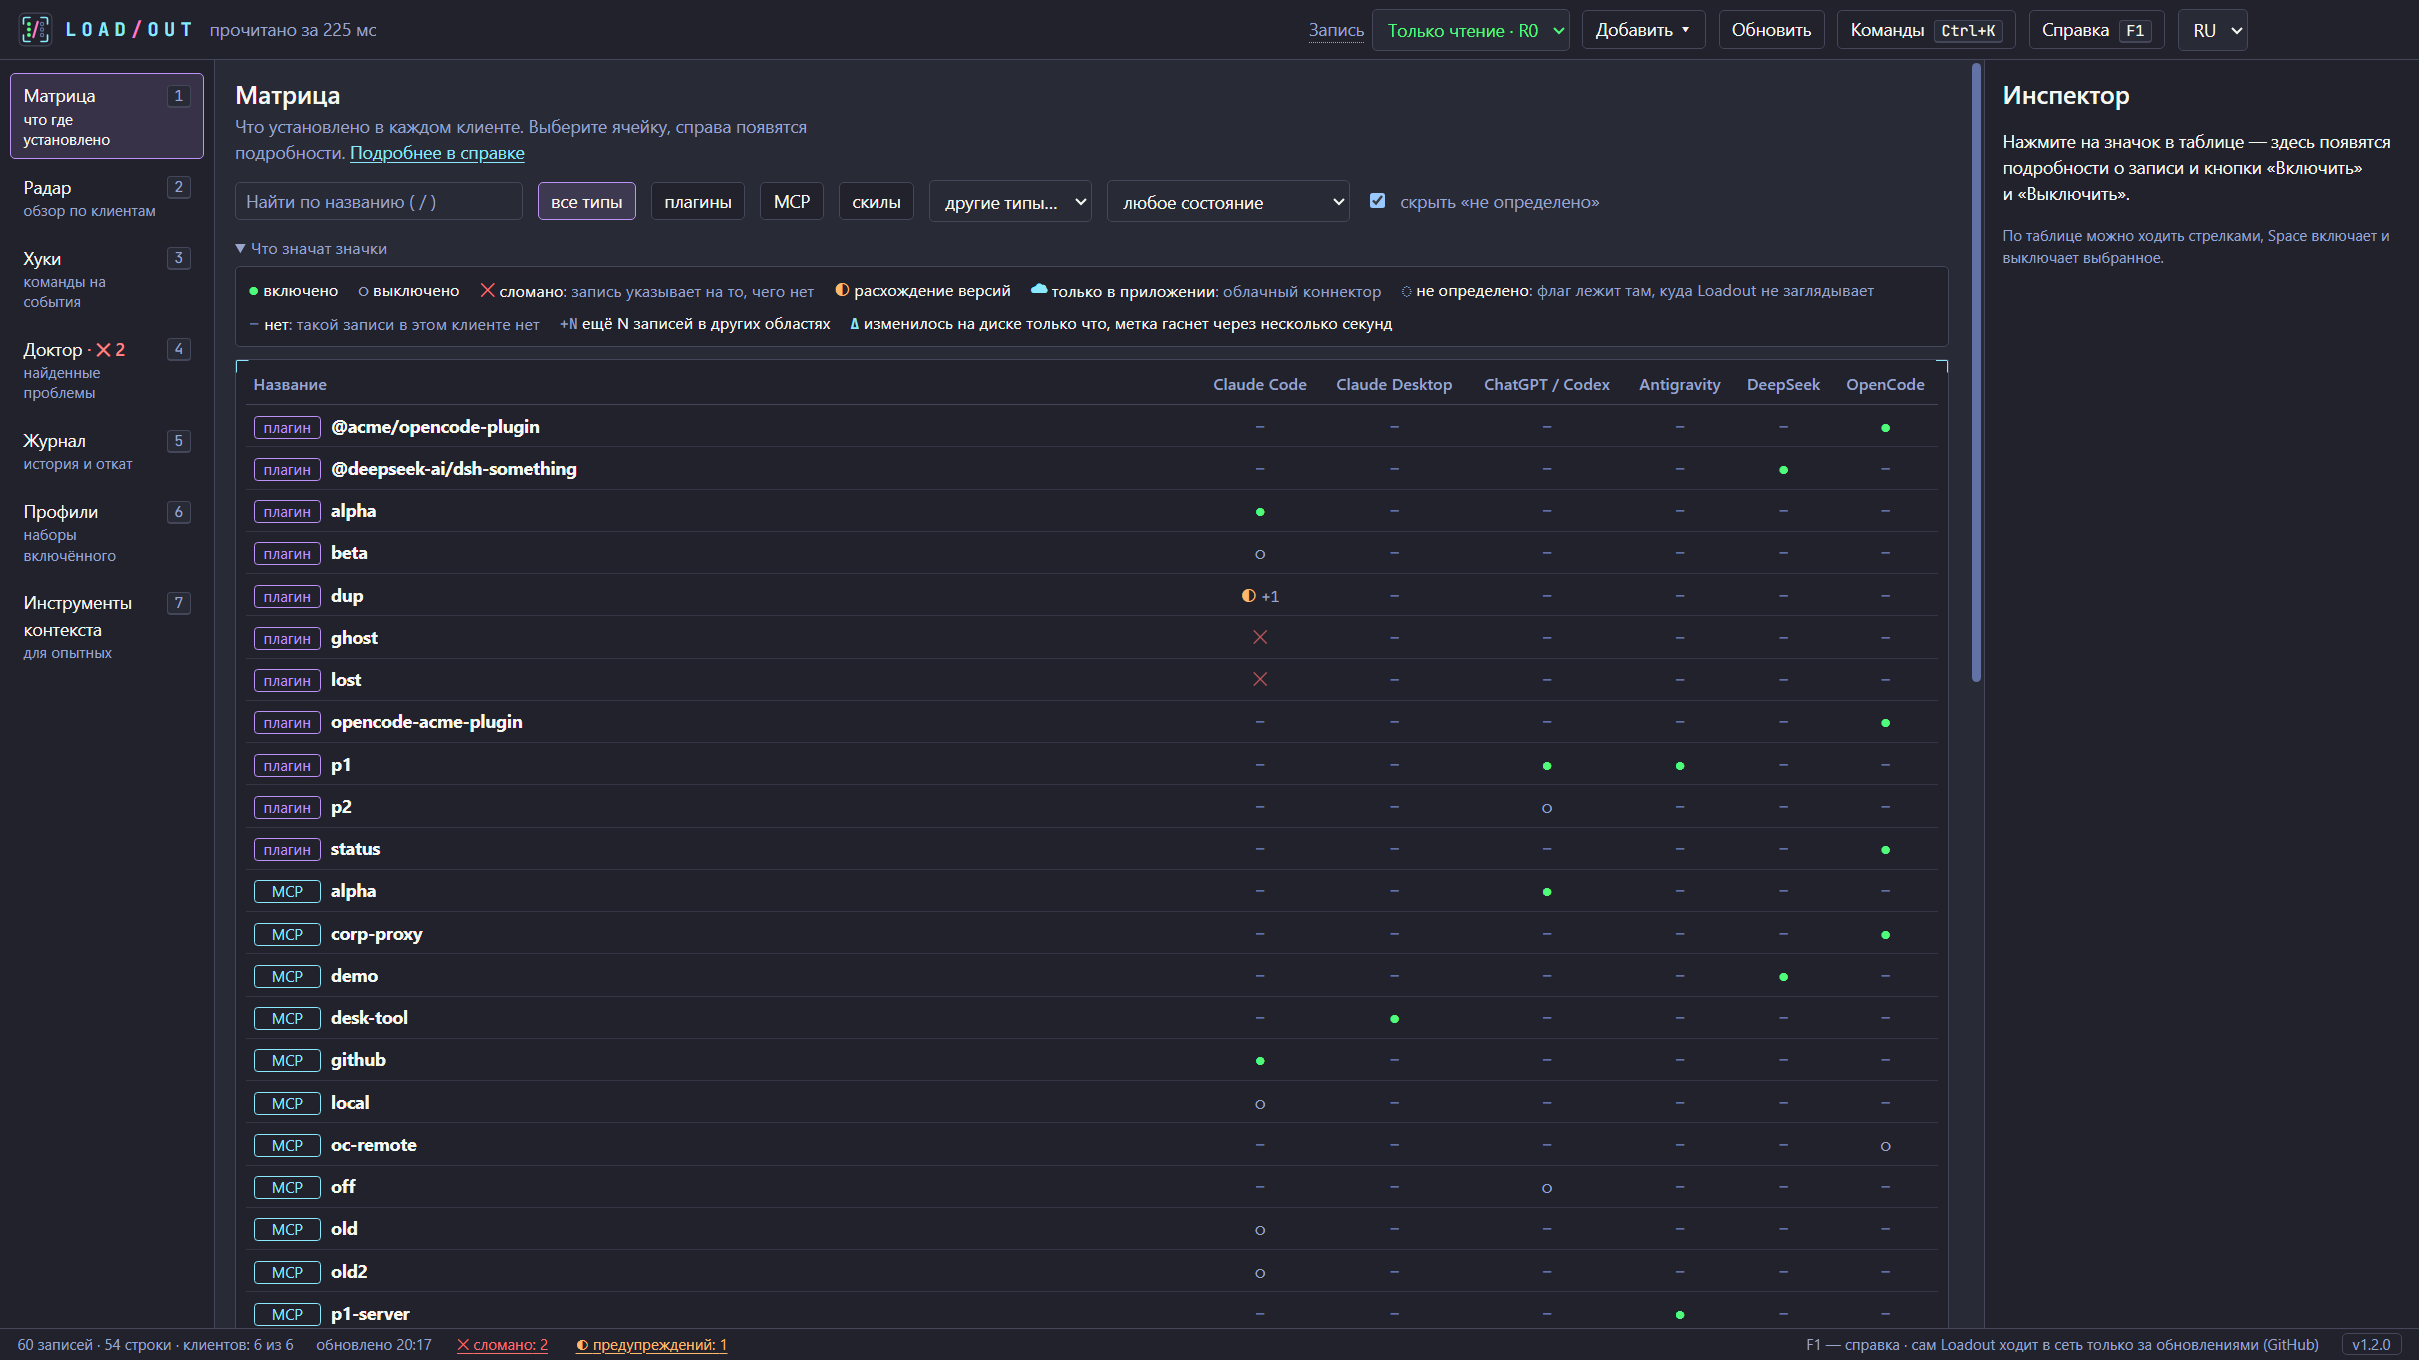 LOAD/OUT прочитано за 225 мс
Запись Только чтение · R0 Добавить ▾ Обновить Команды Ctrl+K Справка F1 RU
Матрица 1
что где
установлено
Радар 2
обзор по клиентам
Хуки 3
команды на
события
Доктор · ✕ 2 4
найденные
проблемы
Журнал 5
история и откат
Профили 6
наборы
включённого
Инструменты 7
контекста
для опытных
Матрица
Что установлено в каждом клиенте. Выберите ячейку, справа появятся
подробности. Подробнее в справке
Найти по названию ( / ) все типы плагины MCP скилы другие типы... любое состояние скрыть «не определено»
▼ Что значат значки
● включено ○ выключено ✕ сломано: запись указывает на то, чего нет ◐ расхождение версий ☁ только в приложении: облачный коннектор ◌ не определено: флаг лежит там, куда Loadout не заглядывает
– нет: такой записи в этом клиенте нет +N ещё N записей в других областях Δ изменилось на диске только что, метка гаснет через несколько секунд
Название Claude Code Claude Desktop ChatGPT / Codex Antigravity DeepSeek OpenCode
плагин @acme/opencode-plugin – – – – – ●
плагин @deepseek-ai/dsh-something – – – – ● –
плагин alpha ● – – – – –
плагин beta ○ – – – – –
плагин dup ◐ +1 – – – – –
плагин ghost ✕ – – – – –
плагин lost ✕ – – – – –
плагин opencode-acme-plugin – – – – – ●
плагин p1 – – ● ● – –
плагин p2 – – ○ – – –
плагин status – – – – – ●
MCP alpha – – ● – – –
MCP corp-proxy – – – – – ●
MCP demo – – – – ● –
MCP desk-tool – ● – – – –
MCP github ● – – – – –
MCP local ○ – – – – –
MCP oc-remote – – – – – ○
MCP off – – ○ – – –
MCP old ○ – – – – –
MCP old2 ○ – – – – –
MCP p1-server – – – ● – –
Инспектор
Нажмите на значок в таблице — здесь появятся
подробности о записи и кнопки «Включить»
и «Выключить».
По таблице можно ходить стрелками, Space включает и
выключает выбранное.
60 записей · 54 строки · клиентов: 6 из 6 обновлено 20:17 ✕ сломано: 2 ◐ предупреждений: 1 F1 — справка · сам Loadout ходит в сеть только за обновлениями (GitHub) v1.2.0